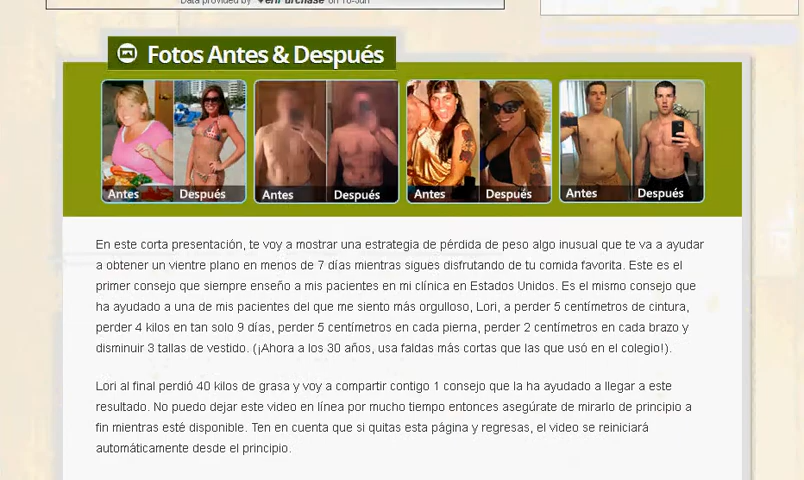 Data provided by VeriPurchase on 10-Jun
Fotos Antes & Después
Antes Después Antes Después Antes Después Antes Después
En este corta presentación, te voy a mostrar una estrategia de pérdida de peso algo inusual que te va a ayudar
a obtener un vientre plano en menos de 7 días mientras sigues disfrutando de tu comida favorita. Este es el
primer consejo que siempre enseño a mis pacientes en mi clínica en Estados Unidos. Es el mismo consejo que
ha ayudado a una de mis pacientes del que me siento más orgulloso, Lori, a perder 5 centímetros de cintura,
perder 4 kilos en tan solo 9 días, perder 5 centímetros en cada pierna, perder 2 centímetros en cada brazo y
disminuir 3 tallas de vestido. (¡Ahora a los 30 años, usa faldas más cortas que las que usó en el colegio!).
Lori al final perdió 40 kilos de grasa y voy a compartir contigo 1 consejo que la ha ayudado a llegar a este
resultado. No puedo dejar este video en línea por mucho tiempo entonces asegúrate de mirarlo de principio a
fin mientras esté disponible. Ten en cuenta que si quitas esta página y regresas, el video se reiniciará
automáticamente desde el principio.